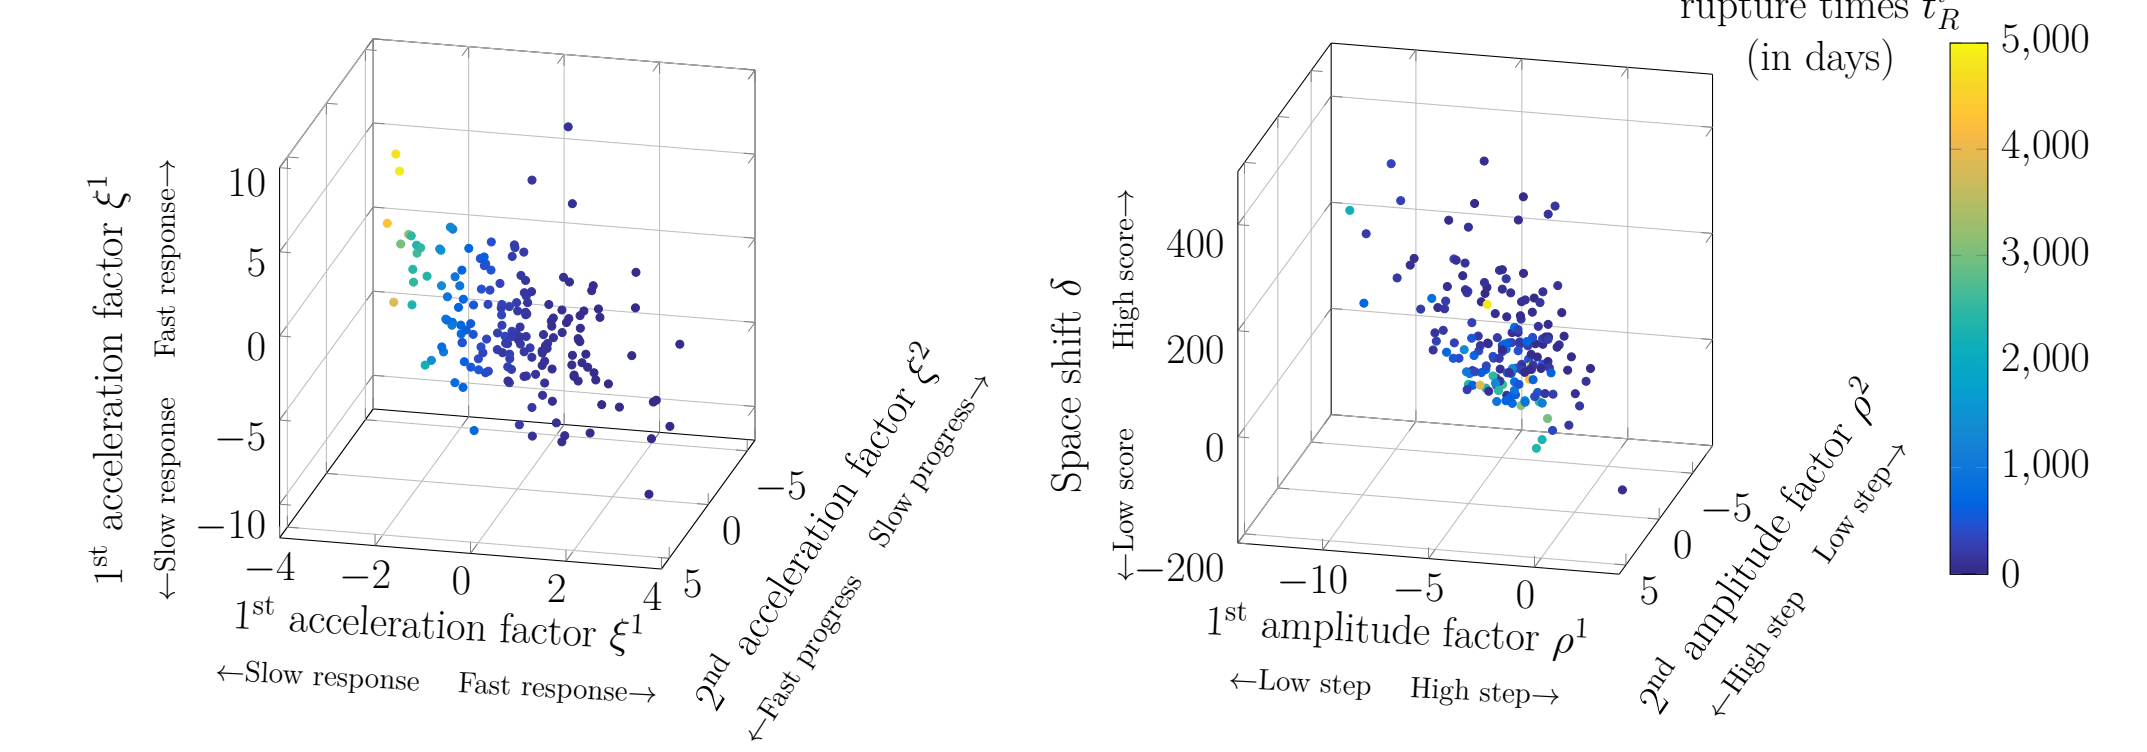 1st acceleration factor ξ1
←Slow response Fast response→
10
5
0
−5
−10
−4 −2 0 2 4
1st acceleration factor ξ1
←Slow response Fast response→
−5
0
5
2nd acceleration factor ξ2
←Fast progress Slow progress→
Space shift δ
←Low score High score→
400
200
0
−200
−10 −5 0
1st amplitude factor ρ1
←Low step High step→
−5
0
5
2nd amplitude factor ρ2
←High step Low step→
rupture times tR
(in days)
5,000
4,000
3,000
2,000
1,000
0